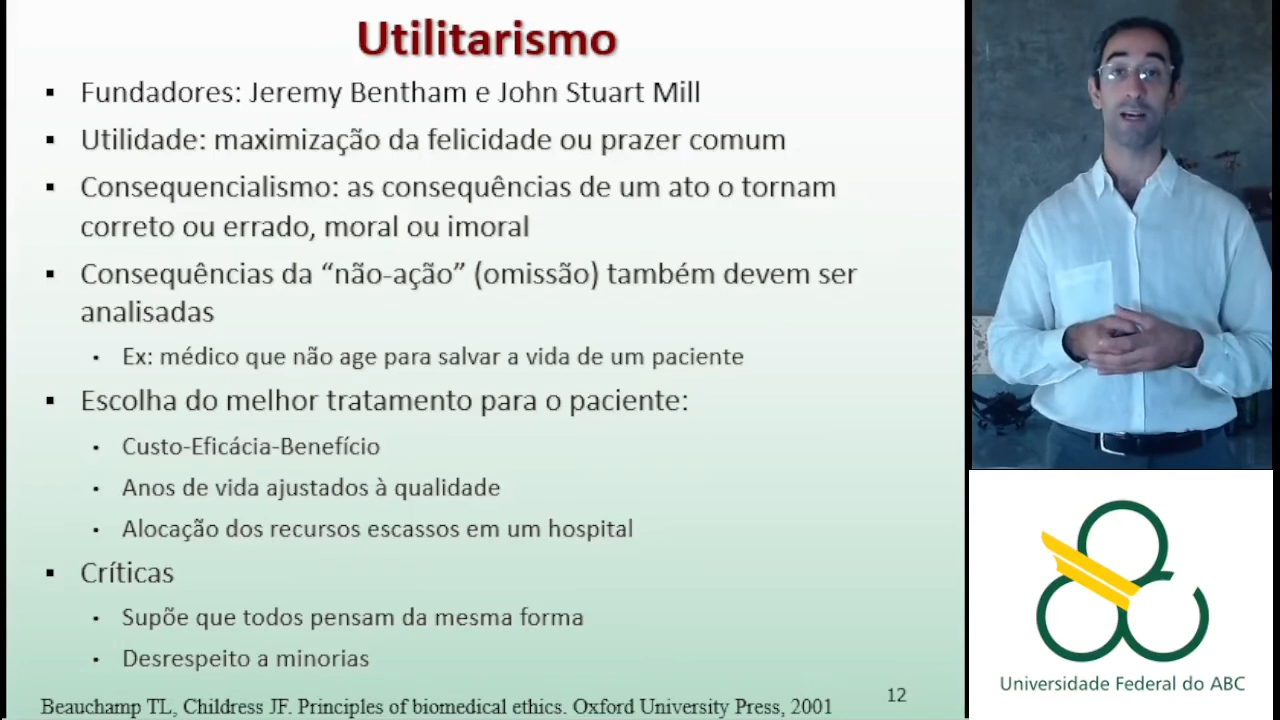 Utilitarismo
▪ Fundadores: Jeremy Bentham e John Stuart Mill
▪ Utilidade: maximização da felicidade ou prazer comum
▪ Consequencialismo: as consequências de um ato o tornam
correto ou errado, moral ou imoral
▪ Consequências da “não-ação” (omissão) também devem ser
analisadas
• Ex: médico que não age para salvar a vida de um paciente
▪ Escolha do melhor tratamento para o paciente:
• Custo-Eficácia-Benefício
• Anos de vida ajustados à qualidade
• Alocação dos recursos escassos em um hospital
▪ Críticas
• Supõe que todos pensam da mesma forma
• Desrespeito a minorias
Beauchamp TL, Childress JF. Principles of biomedical ethics. Oxford University Press, 2001
12
Universidade Federal do ABC